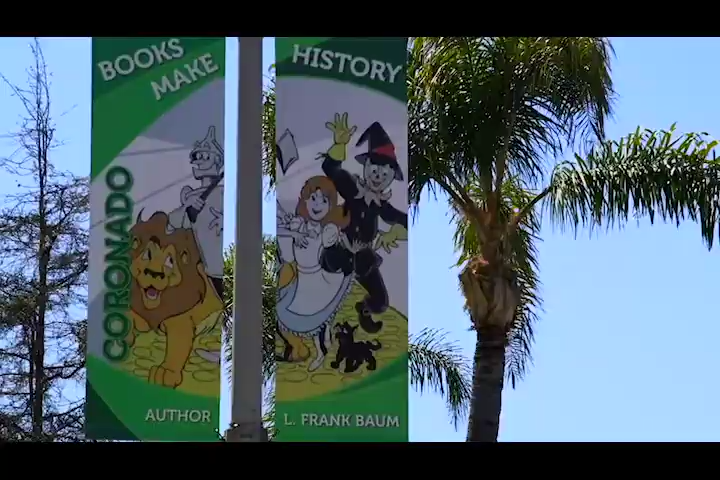 BOOKS
MAKE
HISTORY
CORONADO
AUTHOR
L. FRANK BAUM